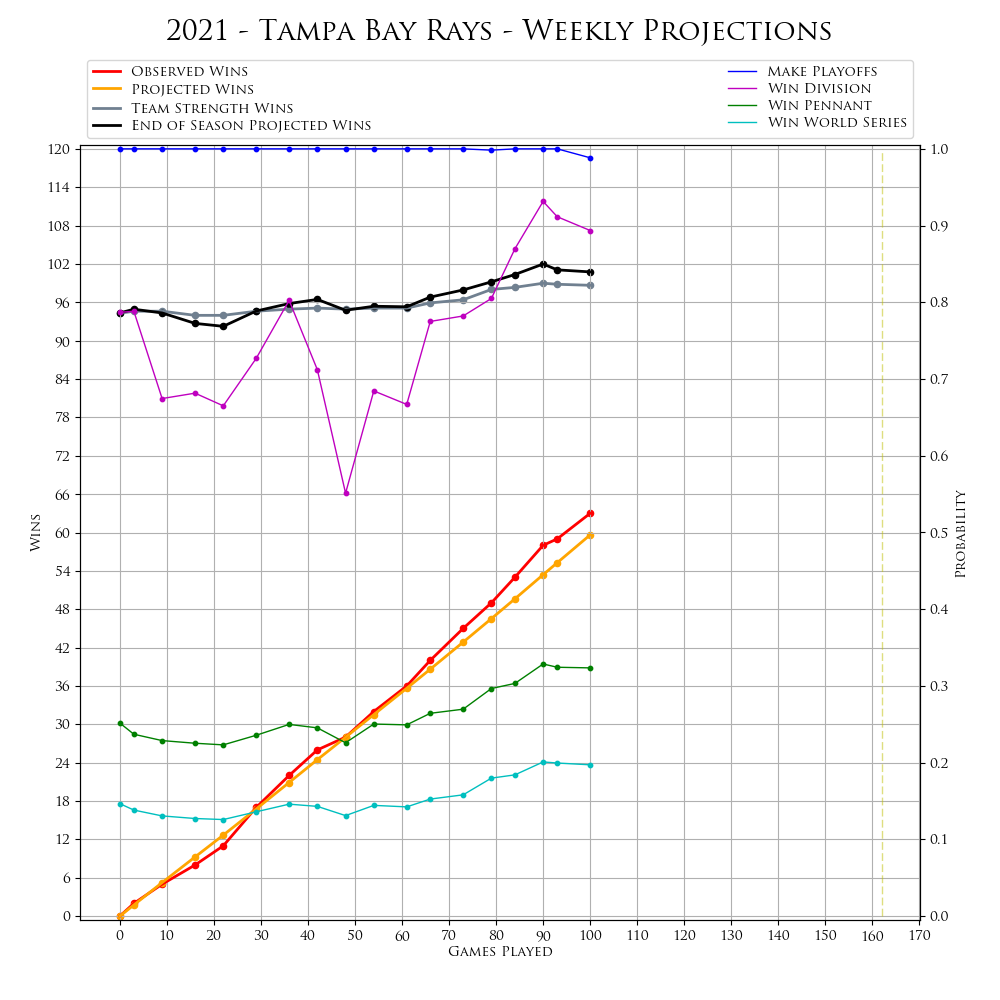 2021 - Tampa Bay Rays - Weekly Projections
Observed Wins
Projected Wins
Team Strength Wins
End of Season Projected Wins
Make Playoffs
Win Division
Win Pennant
Win World Series
120
114
108
102
96
90
84
78
72
66
60
54
48
42
36
30
24
18
12
6
0
Wins
1.0
0.9
0.8
0.7
0.6
0.5
0.4
0.3
0.2
0.1
0.0
Probability
0 10 20 30 40 50 60 70 80 90 100 110 120 130 140 150 160 170
Games Played